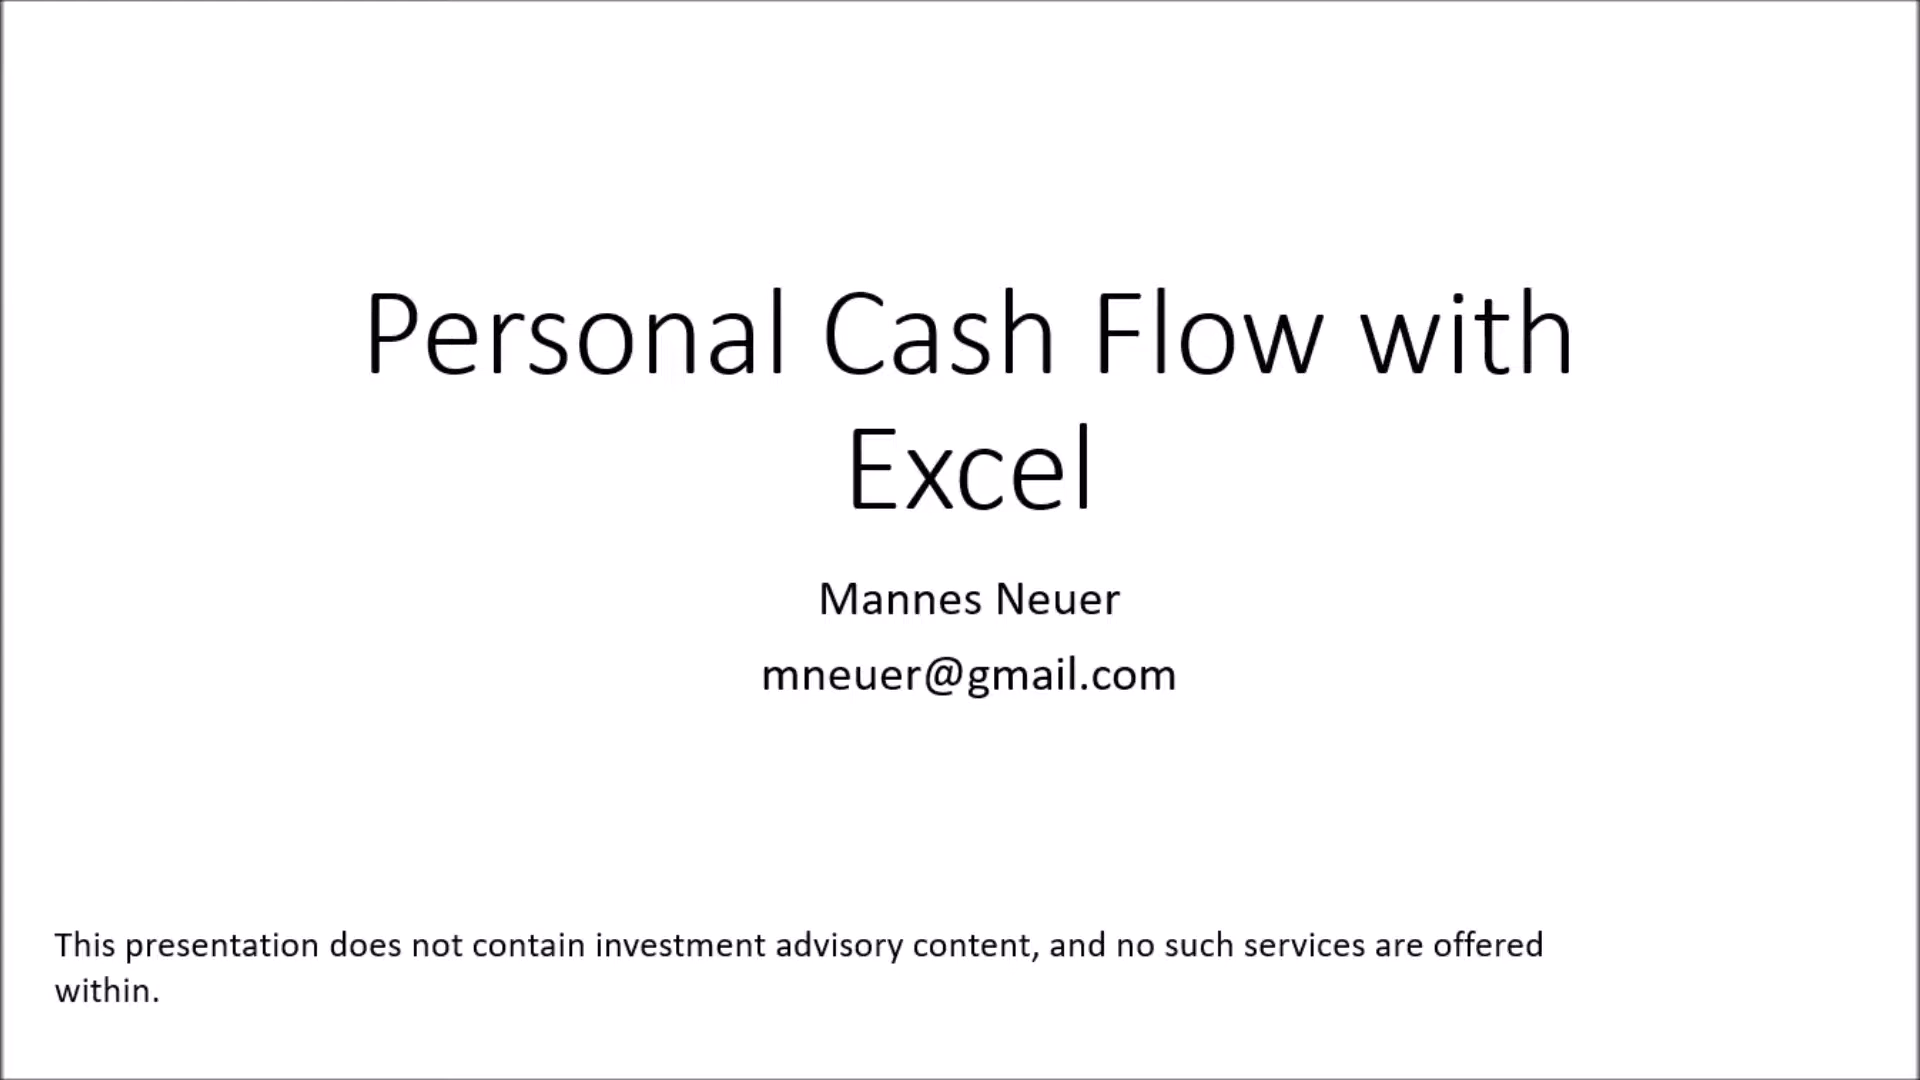 Personal Cash Flow with
Excel
Mannes Neuer
mneuer@gmail.com
This presentation does not contain investment advisory content, and no such services are offered
within.